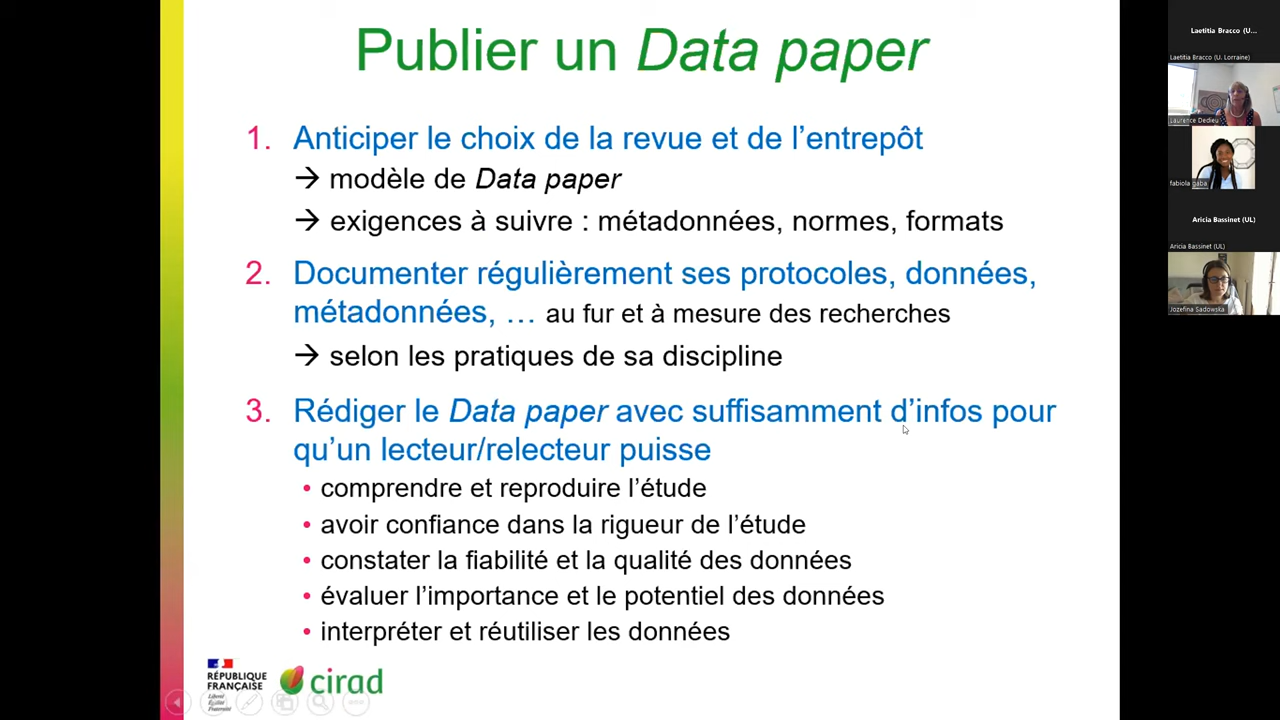 Publier un Data paper
1. Anticiper le choix de la revue et de l’entrepôt
→ modèle de Data paper
→ exigences à suivre : métadonnées, normes, formats
2. Documenter régulièrement ses protocoles, données,
métadonnées, … au fur et à mesure des recherches
→ selon les pratiques de sa discipline
3. Rédiger le Data paper avec suffisamment d’infos pour
qu’un lecteur/relecteur puisse
• comprendre et reproduire l’étude
• avoir confiance dans la rigueur de l’étude
• constater la fiabilité et la qualité des données
• évaluer l’importance et le potentiel des données
• interpréter et réutiliser les données
RÉPUBLIQUE
FRANÇAISE
Liberté
Égalité
Fraternité
cirad
Laetitia Bracco (U...
Laetitia Bracco (U. Lorraine)
Laurence Dedieu
fabiola gaba
Aricia Bassinet (UL)
Aricia Bassinet (UL)
Jozefina Sadowska